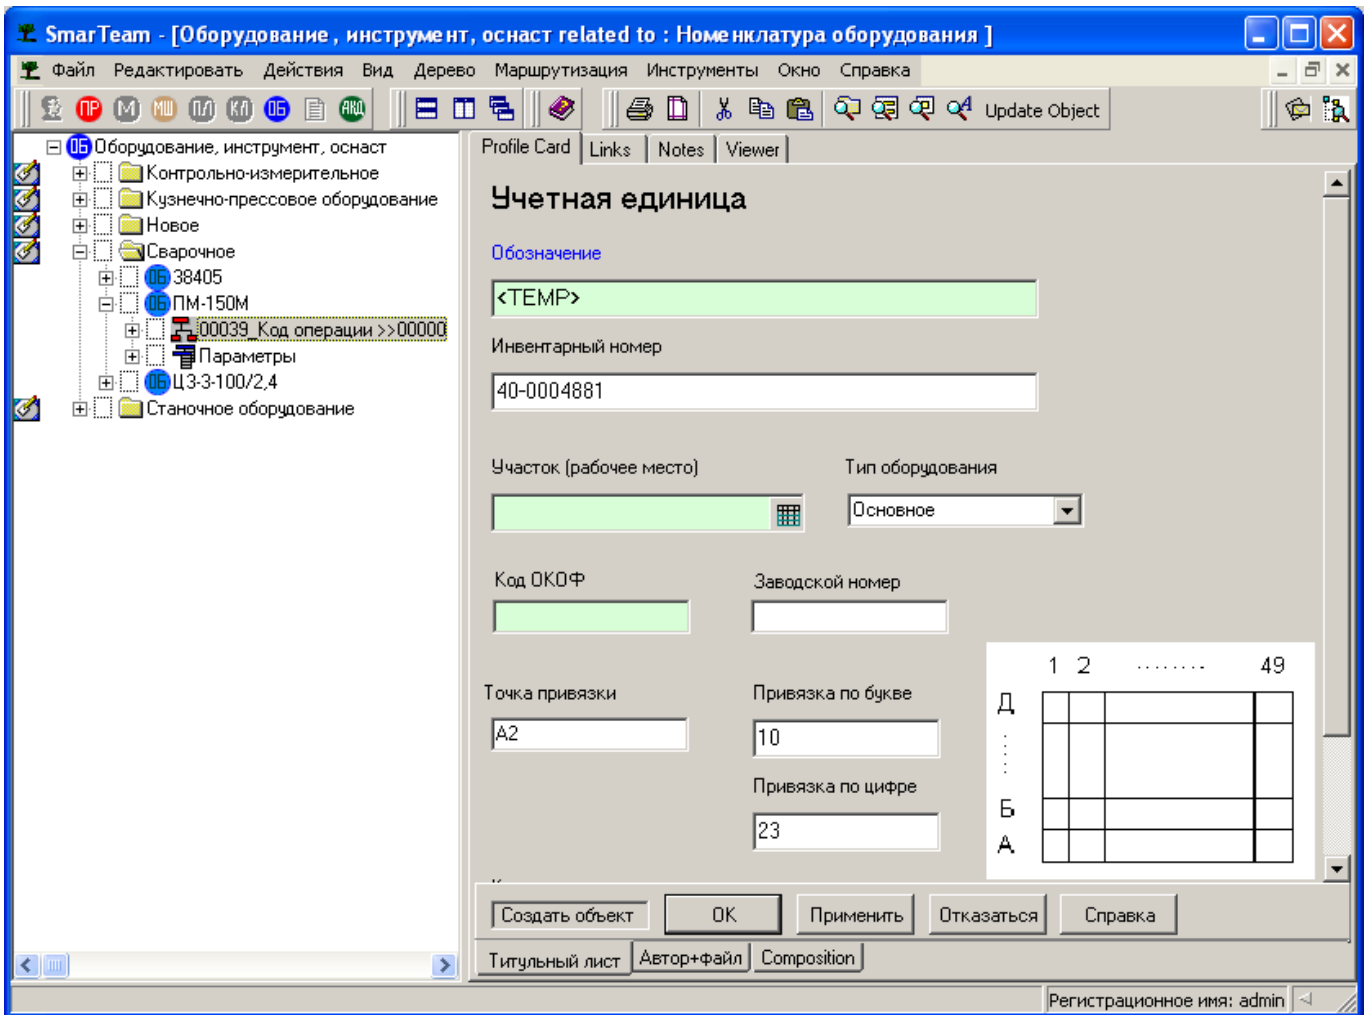 SmarTeam - [Оборудование, инструмент, оснаст related to : Номенклатура оборудования ]
Файл Редактировать Действия Вид Дерево Маршрутизация Инструменты Окно Справка
ПР М МШ ПЛ КЛ ОБ АКД Update Object
ОБ Оборудование, инструмент, оснаст
Контрольно-измерительное
Кузнечно-прессовое оборудование
Новое
Сварочное
ОБ 38405
ОБ ПМ-150М
00039_Код операции >>00000
Параметры
ОБ ЦЗ-3-100/2,4
Станочное оборудование
Profile Card Links Notes Viewer
Учетная единица
Обозначение
<TEMP>
Инвентарный номер
40-0004881
Участок (рабочее место) Тип оборудования
Основное
Код ОКОФ Заводской номер
Точка привязки Привязка по букве
А2 10
Привязка по цифре
23
1 2 ........ 49
Д
Б
А
Создать объект ОК Применить Отказаться Справка
Титульный лист Автор+файл Composition
Регистрационное имя: admin